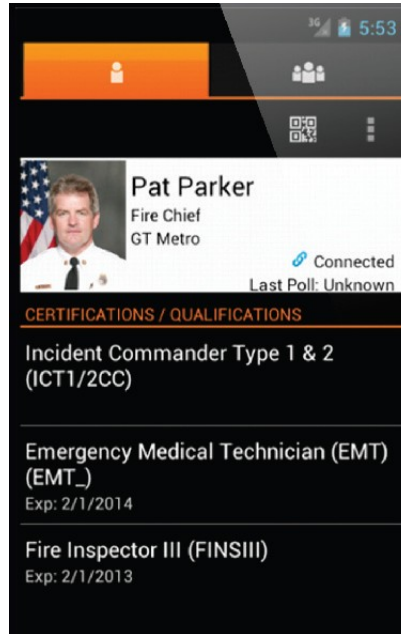 3G 5:53
Pat Parker
Fire Chief
GT Metro
Connected
Last Poll: Unknown
CERTIFICATIONS / QUALIFICATIONS
Incident Commander Type 1 & 2
(ICT1/2CC)
Emergency Medical Technician (EMT)
(EMT_)
Exp: 2/1/2014
Fire Inspector III (FINSIII)
Exp: 2/1/2013